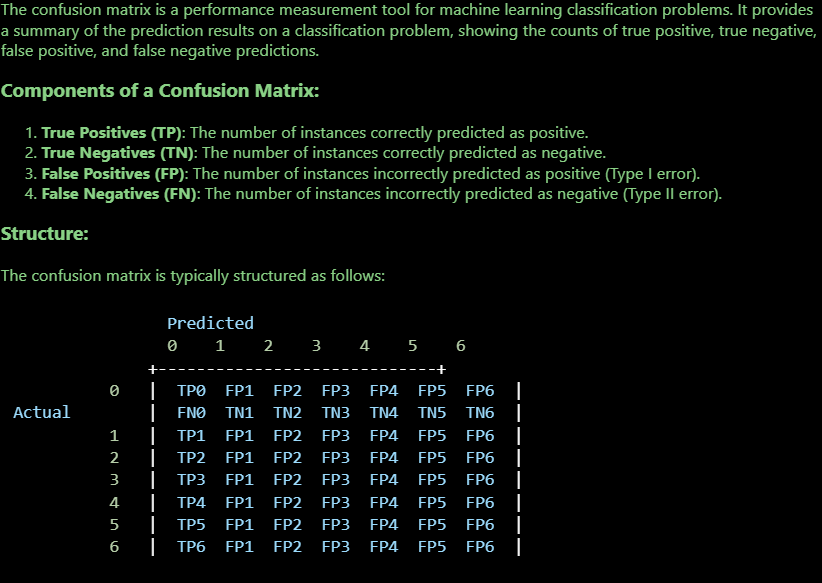 The confusion matrix is a performance measurement tool for machine learning classification problems. It provides
a summary of the prediction results on a classification problem, showing the counts of true positive, true negative,
false positive, and false negative predictions.
Components of a Confusion Matrix:
1. True Positives (TP): The number of instances correctly predicted as positive.
2. True Negatives (TN): The number of instances correctly predicted as negative.
3. False Positives (FP): The number of instances incorrectly predicted as positive (Type I error).
4. False Negatives (FN): The number of instances incorrectly predicted as negative (Type II error).
Structure:
The confusion matrix is typically structured as follows:
Predicted
0 1 2 3 4 5 6
+-----------------------------+
0 | TP0 FP1 FP2 FP3 FP4 FP5 FP6 |
Actual | FN0 TN1 TN2 TN3 TN4 TN5 TN6 |
1 | TP1 FP1 FP2 FP3 FP4 FP5 FP6 |
2 | TP2 FP1 FP2 FP3 FP4 FP5 FP6 |
3 | TP3 FP1 FP2 FP3 FP4 FP5 FP6 |
4 | TP4 FP1 FP2 FP3 FP4 FP5 FP6 |
5 | TP5 FP1 FP2 FP3 FP4 FP5 FP6 |
6 | TP6 FP1 FP2 FP3 FP4 FP5 FP6 |